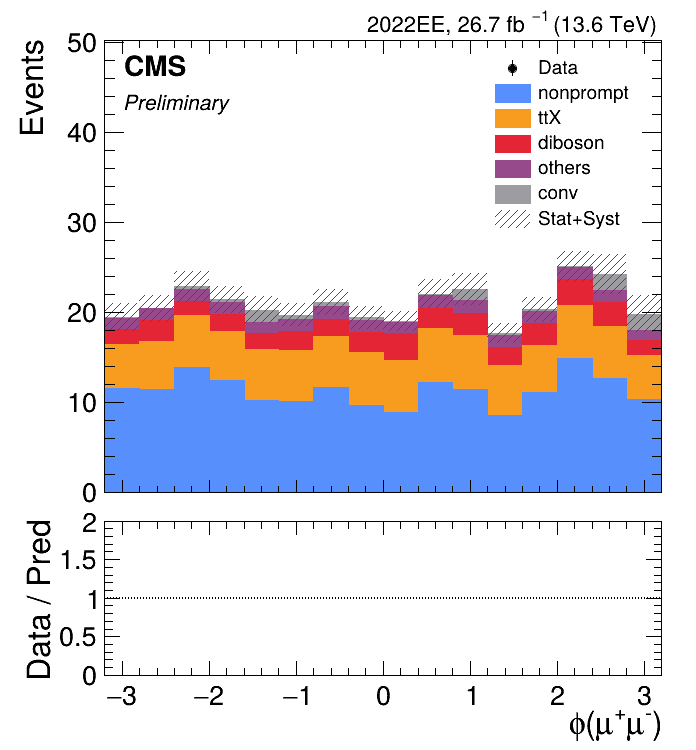 2022EE, 26.7 fb⁻¹ (13.6 TeV)
Events
50
40
30
20
10
0
CMS
Preliminary
Data
nonprompt
ttX
diboson
others
conv
Stat+Syst
Data / Pred
2
1.5
1
0.5
0
−3 −2 −1 0 1 2 3
ϕ(μ⁺μ⁻)